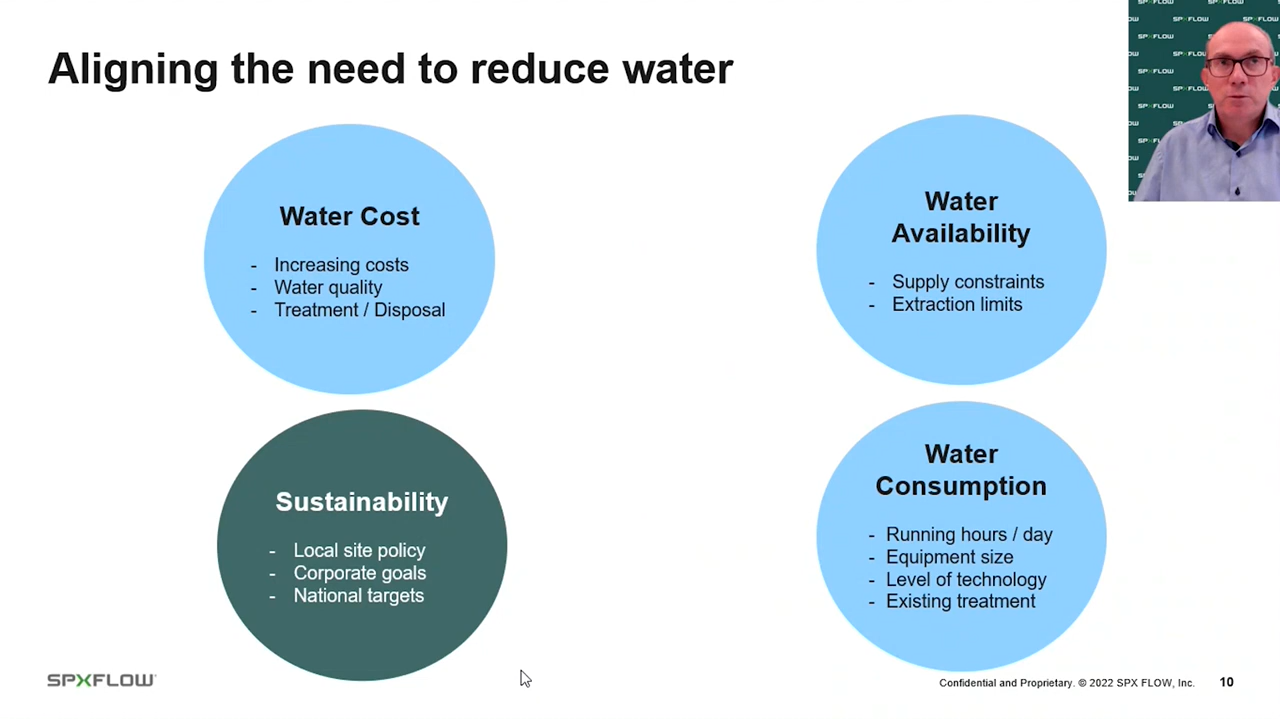 Aligning the need to reduce water
Water Cost
- Increasing costs
- Water quality
- Treatment / Disposal
Water
Availability
- Supply constraints
- Extraction limits
Sustainability
- Local site policy
- Corporate goals
- National targets
Water
Consumption
- Running hours / day
- Equipment size
- Level of technology
- Existing treatment
SPXFLOW
Confidential and Proprietary. © 2022 SPX FLOW, Inc.
10
SPXFLOW